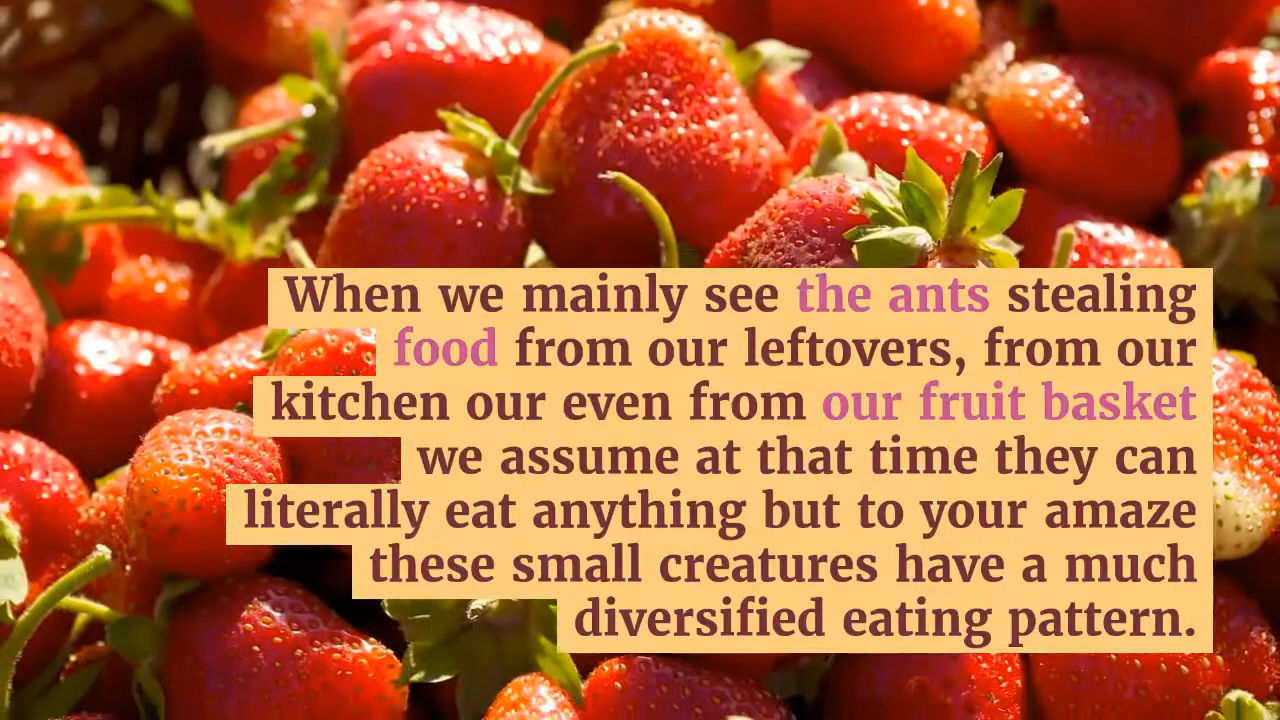 When we mainly see the ants stealing
food from our leftovers, from our
kitchen our even from our fruit basket
we assume at that time they can
literally eat anything but to your amaze
these small creatures have a much
diversified eating pattern.